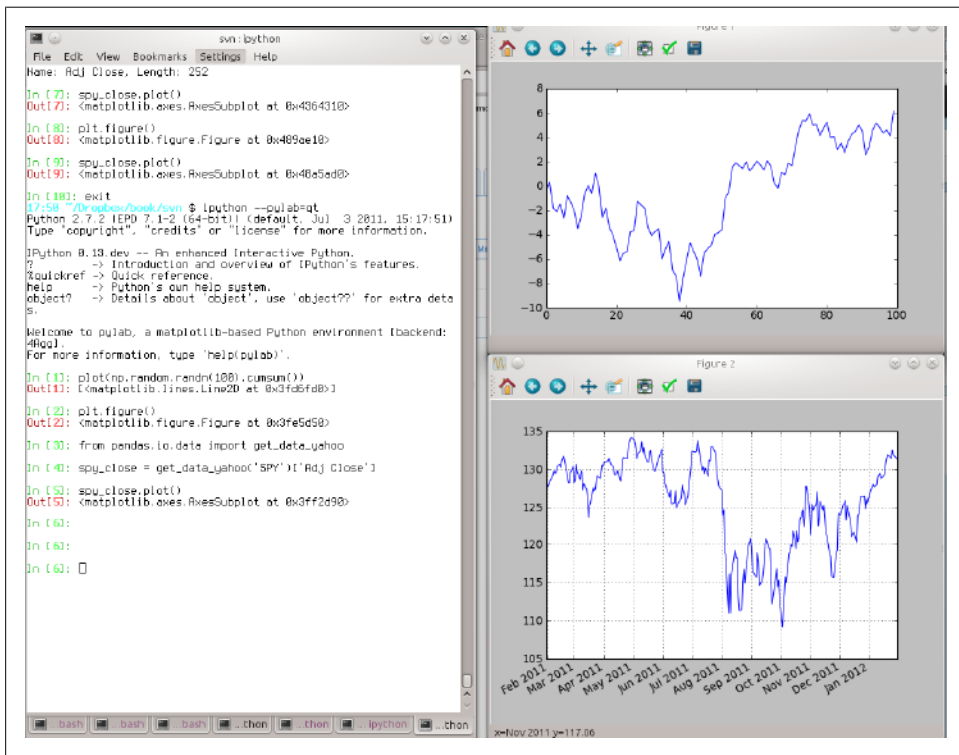 svn : ipython
File Edit View Bookmarks Settings Help
Name: Adj Close, Length: 252
In [7]: spy_close.plot()
Out[7]: <matplotlib.axes.AxesSubplot at 0x4364310>
In [8]: plt.figure()
Out[8]: <matplotlib.figure.Figure at 0x489ae10>
In [9]: spy_close.plot()
Out[9]: <matplotlib.axes.AxesSubplot at 0x48a5ad0>
In [10]: exit
17:50 ~/Dropbox/book/svn $ ipython --pylab=qt
Python 2.7.2 |EPD 7.1-2 (64-bit)| (default, Jul 3 2011, 15:17:51)
Type "copyright", "credits" or "license" for more information.
IPython 0.13.dev -- An enhanced Interactive Python.
? -> Introduction and overview of IPython's features.
%quickref -> Quick reference.
help -> Python's own help system.
object? -> Details about 'object', use 'object??' for extra deta
s.
Welcome to pylab, a matplotlib-based Python environment [backend:
4Agg].
For more information, type 'help(pylab)'.
In [1]: plot(np.random.randn(100).cumsum())
Out[1]: [<matplotlib.lines.Line2D at 0x3fd6fd0>]
In [2]: plt.figure()
Out[2]: <matplotlib.figure.Figure at 0x3fe5d50>
In [3]: from pandas.io.data import get_data_yahoo
In [4]: spy_close = get_data_yahoo('SPY')['Adj Close']
In [5]: spy_close.plot()
Out[5]: <matplotlib.axes.AxesSubplot at 0x3ff2d90>
In [6]:
In [6]:
In [6]:
...bash ...bash ...bash ...thon ...thon ... ipython ...thon
Figure 1
8
6
4
2
0
−2
−4
−6
−8
−10
0 20 40 60 80 100
Figure 2
135
130
125
120
115
110
105
Feb 2011 Mar 2011 Apr 2011 May 2011 Jun 2011 Jul 2011 Aug 2011 Sep 2011 Oct 2011 Nov 2011 Dec 2011 Jan 2012
x=Nov 2011 y=117.06